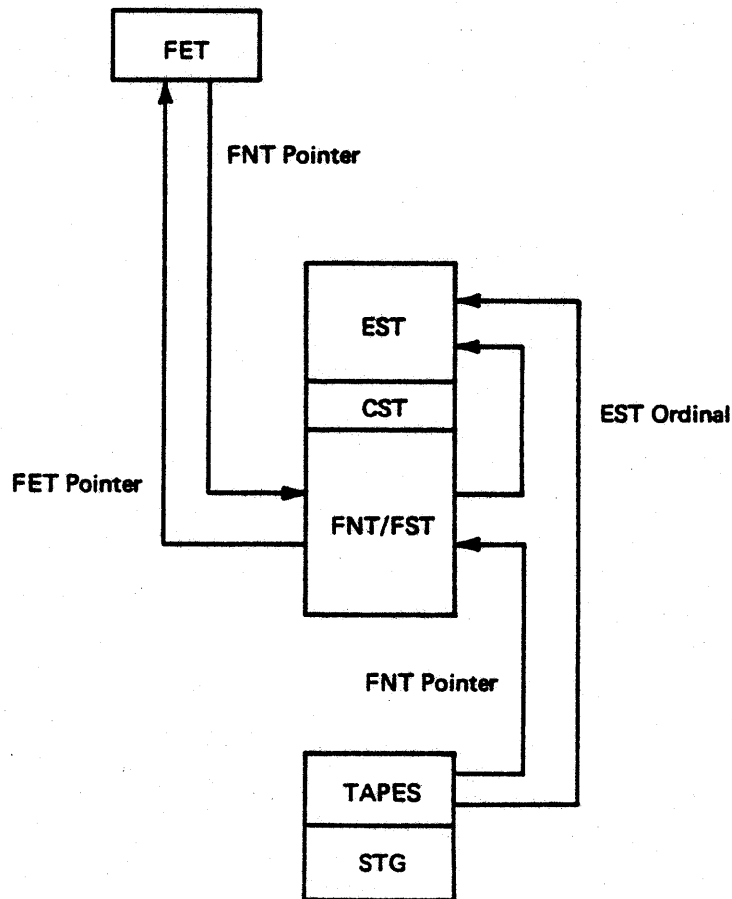 FET
FNT Pointer
EST
CST
EST Ordinal
FET Pointer
FNT/FST
FNT Pointer
TAPES
STG